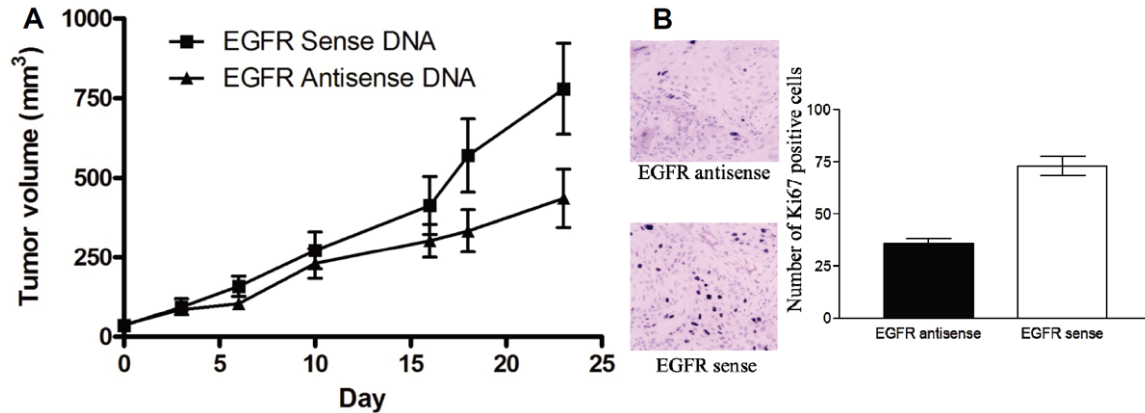 A
Tumor volume (mm³)
1000
750
500
250
0
EGFR Sense DNA
EGFR Antisense DNA
0 5 10 15 20 25
Day
B
EGFR antisense
EGFR sense
Number of Ki67 positive cells
100
75
50
25
0
EGFR antisense EGFR sense